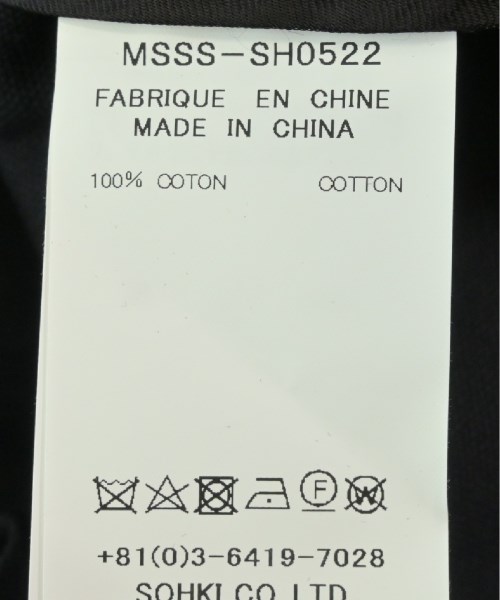 MSSS-SH0522
FABRIQUE EN CHINE
MADE IN CHINA
100% COTON COTTON
F W
+81(0)3-6419-7028
SOHKI CO.LTD